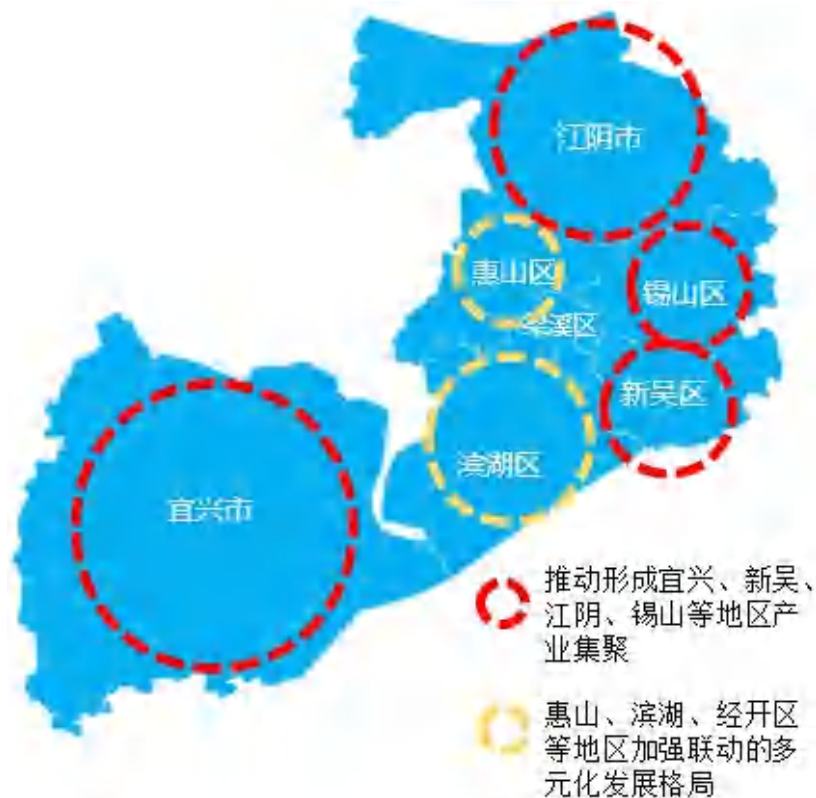 江阴市
惠山区
锡山区
梁溪区
新吴区
滨湖区
宜兴市
推动形成宜兴、新吴、
江阴、锡山等地区产
业集聚
惠山、滨湖、经开区
等地区加强联动的多
元化发展格局